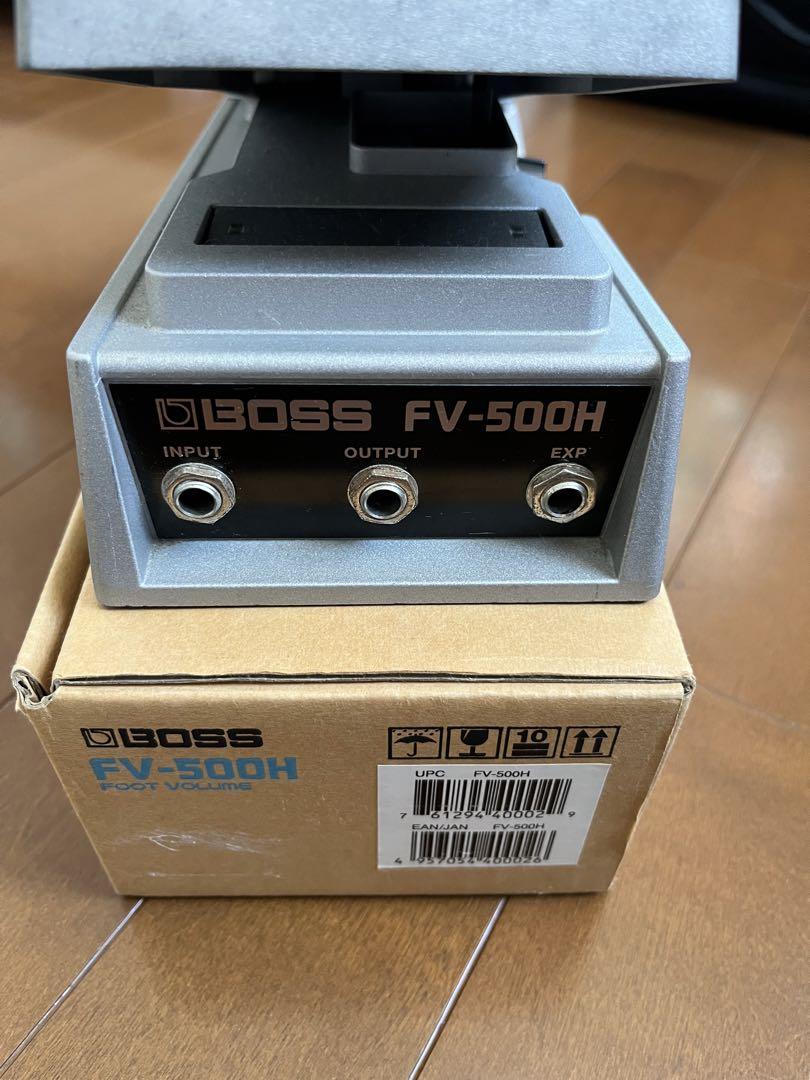 BOSS FV-500H
INPUT OUTPUT EXP
BOSS
FV-500H
FOOT VOLUME
10
UPC FV-500H
7 61294 40002 9
EAN/JAN FV-500H
4 957054 400026